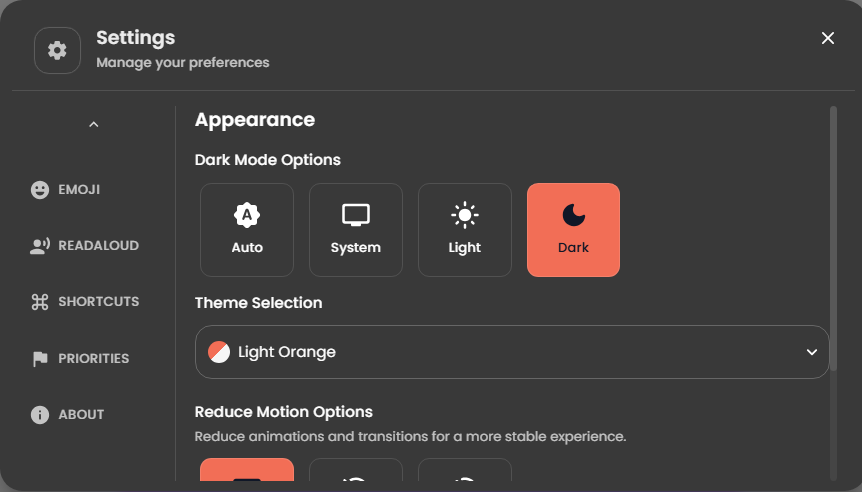 Settings
Manage your preferences
EMOJI
READALOUD
SHORTCUTS
PRIORITIES
ABOUT
Appearance
Dark Mode Options
A
Auto
System
Light
Dark
Theme Selection
Light Orange
Reduce Motion Options
Reduce animations and transitions for a more stable experience.